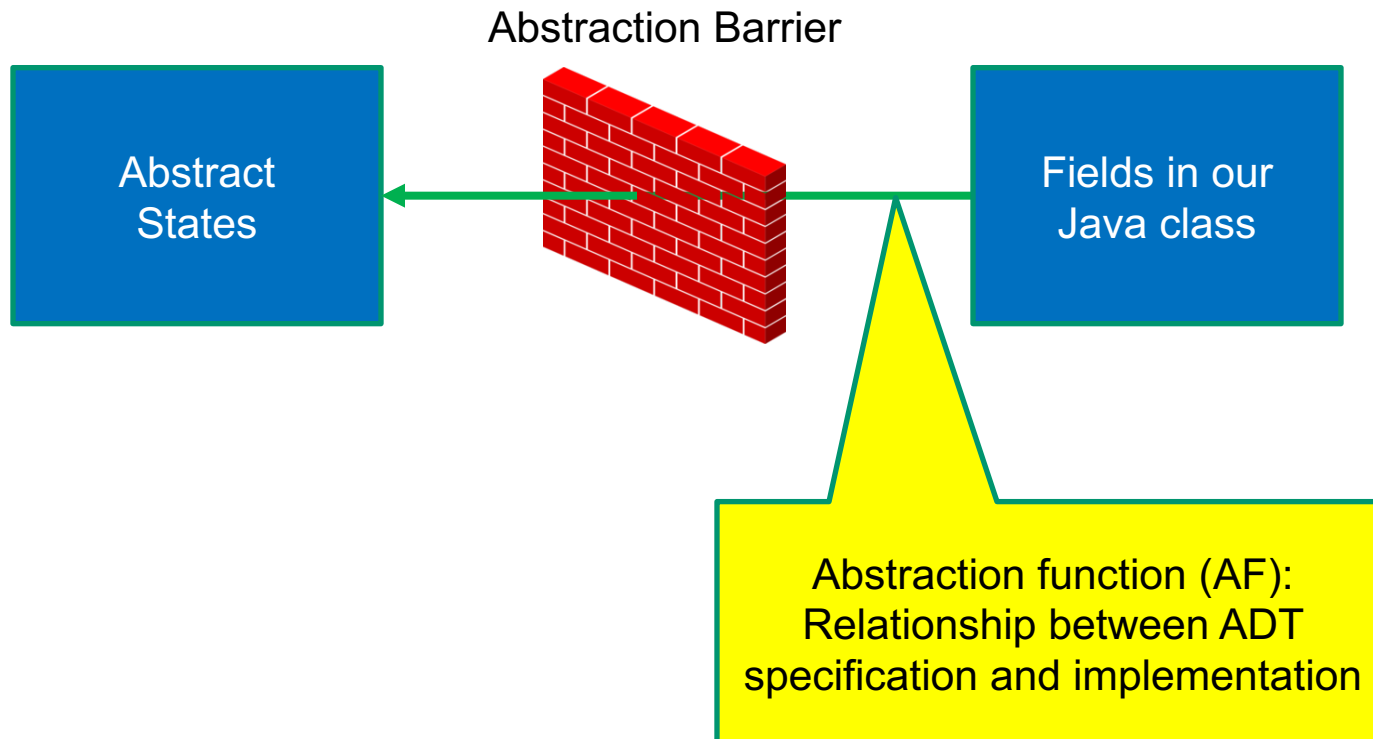 Abstraction Barrier
Abstract
States
Fields in our
Java class
Abstraction function (AF):
Relationship between ADT
specification and implementation